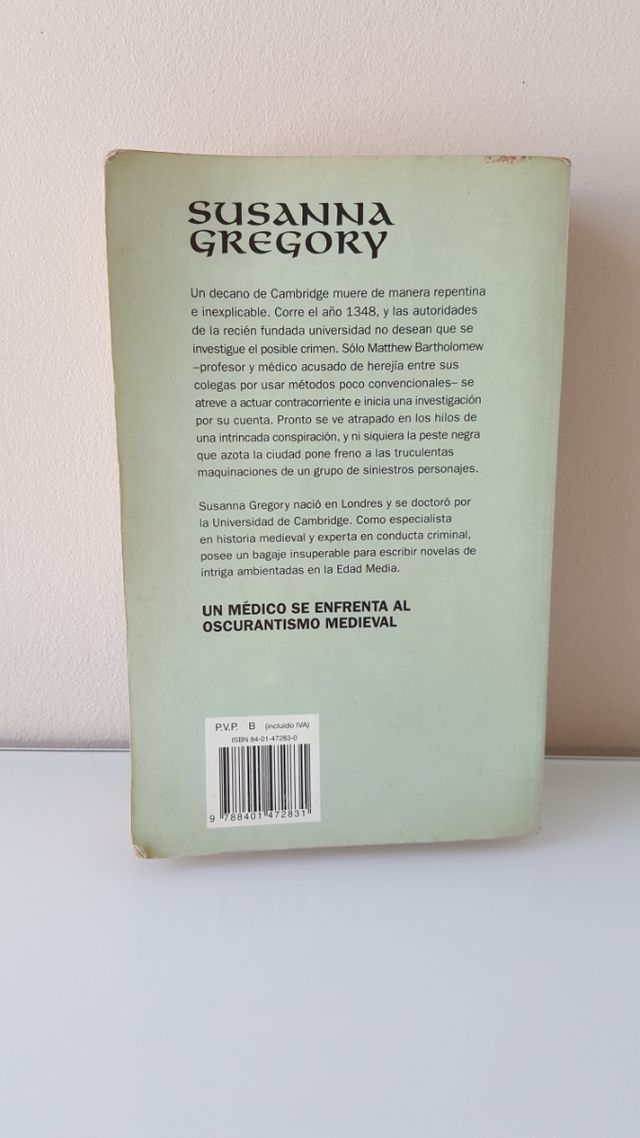 SUSANNA
GREGORY
Un decano de Cambridge muere de manera repentina
e inexplicable. Corre el año 1348, y las autoridades
de la recién fundada universidad no desean que se
investigue el posible crimen. Sólo Matthew Bartholomew
–profesor y médico acusado de herejía entre sus
colegas por usar métodos poco convencionales– se
atreve a actuar contracorriente e inicia una investigación
por su cuenta. Pronto se ve atrapado en los hilos de
una intrincada conspiración, y ni siquiera la peste negra
que azota la ciudad pone freno a las truculentas
maquinaciones de un grupo de siniestros personajes.
Susanna Gregory nació en Londres y se doctoró por
la Universidad de Cambridge. Como especialista
en historia medieval y experta en conducta criminal,
posee un bagaje insuperable para escribir novelas de
intriga ambientadas en la Edad Media.
UN MÉDICO SE ENFRENTA AL
OSCURANTISMO MEDIEVAL
P.V.P. B (incluido IVA)
ISBN 84-01-47283-0
9 788401 472831